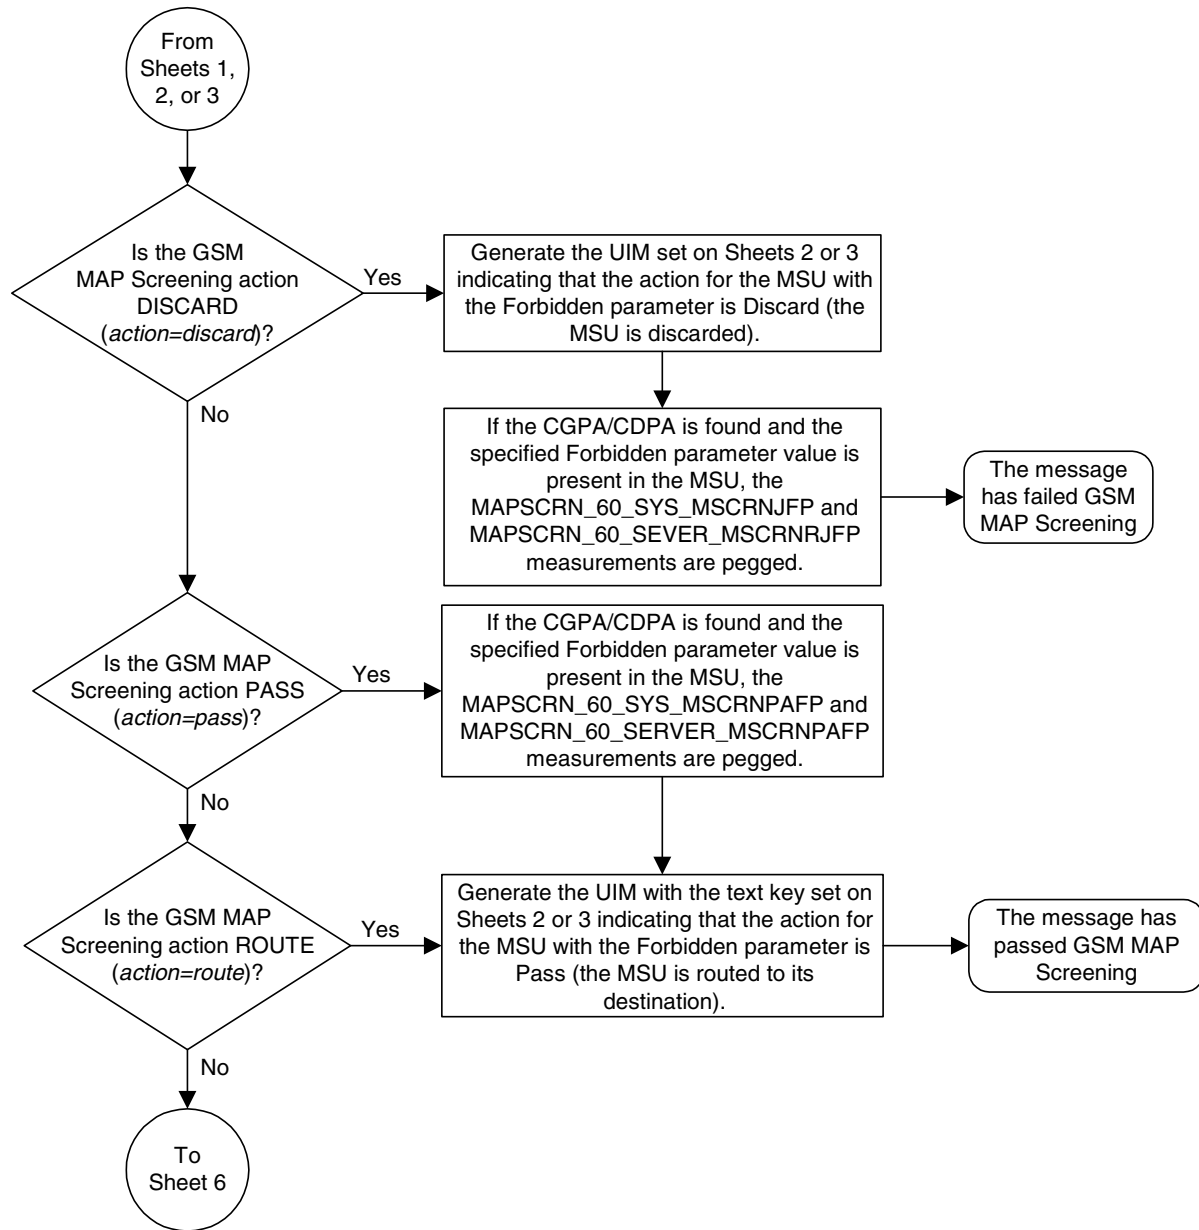 From
Sheets 1,
2, or 3
Is the GSM
MAP Screening action
DISCARD
(action=discard)?
Yes
Generate the UIM set on Sheets 2 or 3
indicating that the action for the MSU with
the Forbidden parameter is Discard (the
MSU is discarded).
No
If the CGPA/CDPA is found and the
specified Forbidden parameter value is
present in the MSU, the
MAPSCRN_60_SYS_MSCRNJFP and
MAPSCRN_60_SEVER_MSCRNRJFP
measurements are pegged.
The message
has failed GSM
MAP Screening
Is the GSM MAP
Screening action PASS
(action=pass)?
Yes
If the CGPA/CDPA is found and the
specified Forbidden parameter value is
present in the MSU, the
MAPSCRN_60_SYS_MSCRNPAFP and
MAPSCRN_60_SERVER_MSCRNPAFP
measurements are pegged.
No
Is the GSM MAP
Screening action ROUTE
(action=route)?
Yes
Generate the UIM with the text key set on
Sheets 2 or 3 indicating that the action for
the MSU with the Forbidden parameter is
Pass (the MSU is routed to its
destination).
The message has
passed GSM MAP
Screening
No
To
Sheet 6